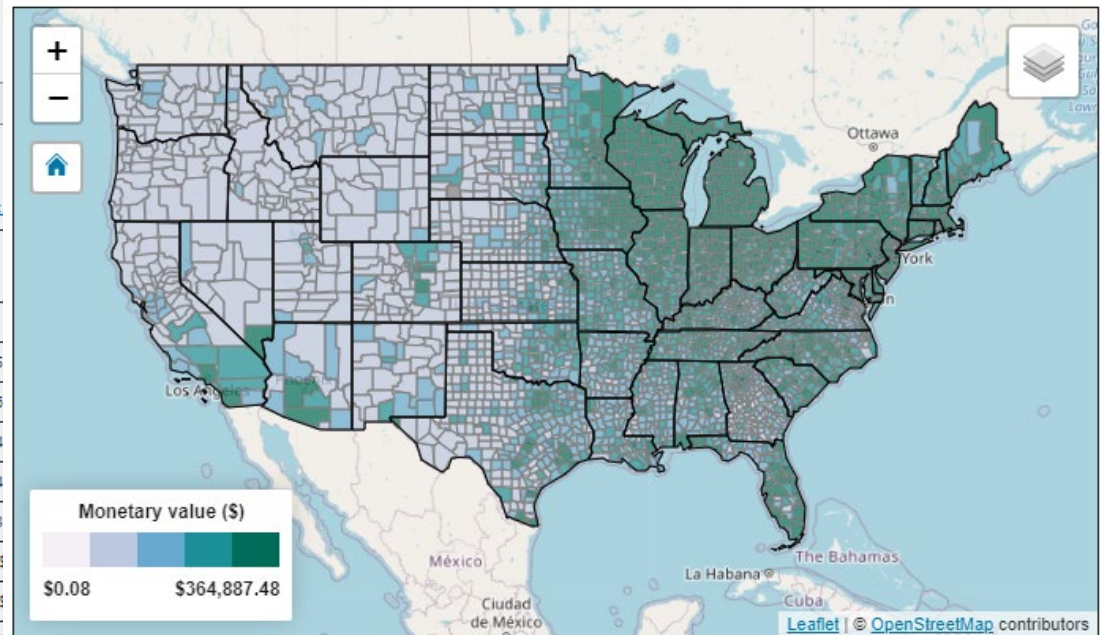 +
−
Ottawa
York
Los Angeles
Monetary value ($)
$0.08
$364,887.48
México
Ciudad
de México
La Habana
The Bahamas
Cuba
Leaflet | © OpenStreetMap contributors